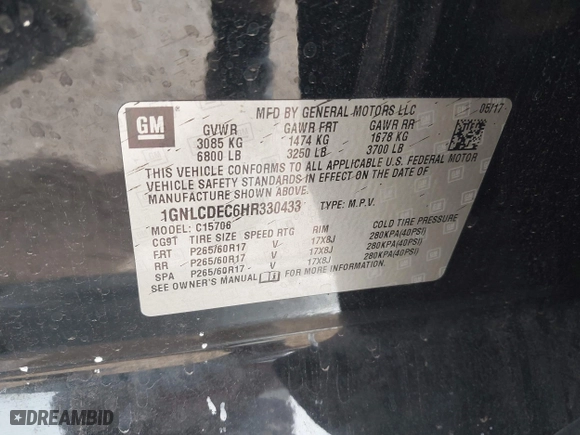 MFD BY GENERAL MOTORS LLC 05/17
GM
GVWR GAWR FRT GAWR RR
3085 KG 1474 KG 1678 KG
6800 LB 3250 LB 3700 LB
THIS VEHICLE CONFORMS TO ALL APPLICABLE U.S. FEDERAL MOTOR
VEHICLE SAFETY STANDARDS IN EFFECT ON THE DATE OF
MANUFACTURE SHOWN ABOVE.
1GNLCDEC6HR330433 TYPE: M.P.V.
MODEL: C15706
CG9T TIRE SIZE SPEED RTG RIM COLD TIRE PRESSURE
FRT P265/60R17 V 17X8J 280KPA(40PSI)
RR P265/60R17 V 17X8J 280KPA(40PSI)
SPA P265/60R17 V 17X8J 280KPA(40PSI)
SEE OWNER'S MANUAL FOR MORE INFORMATION.
DREAMBID